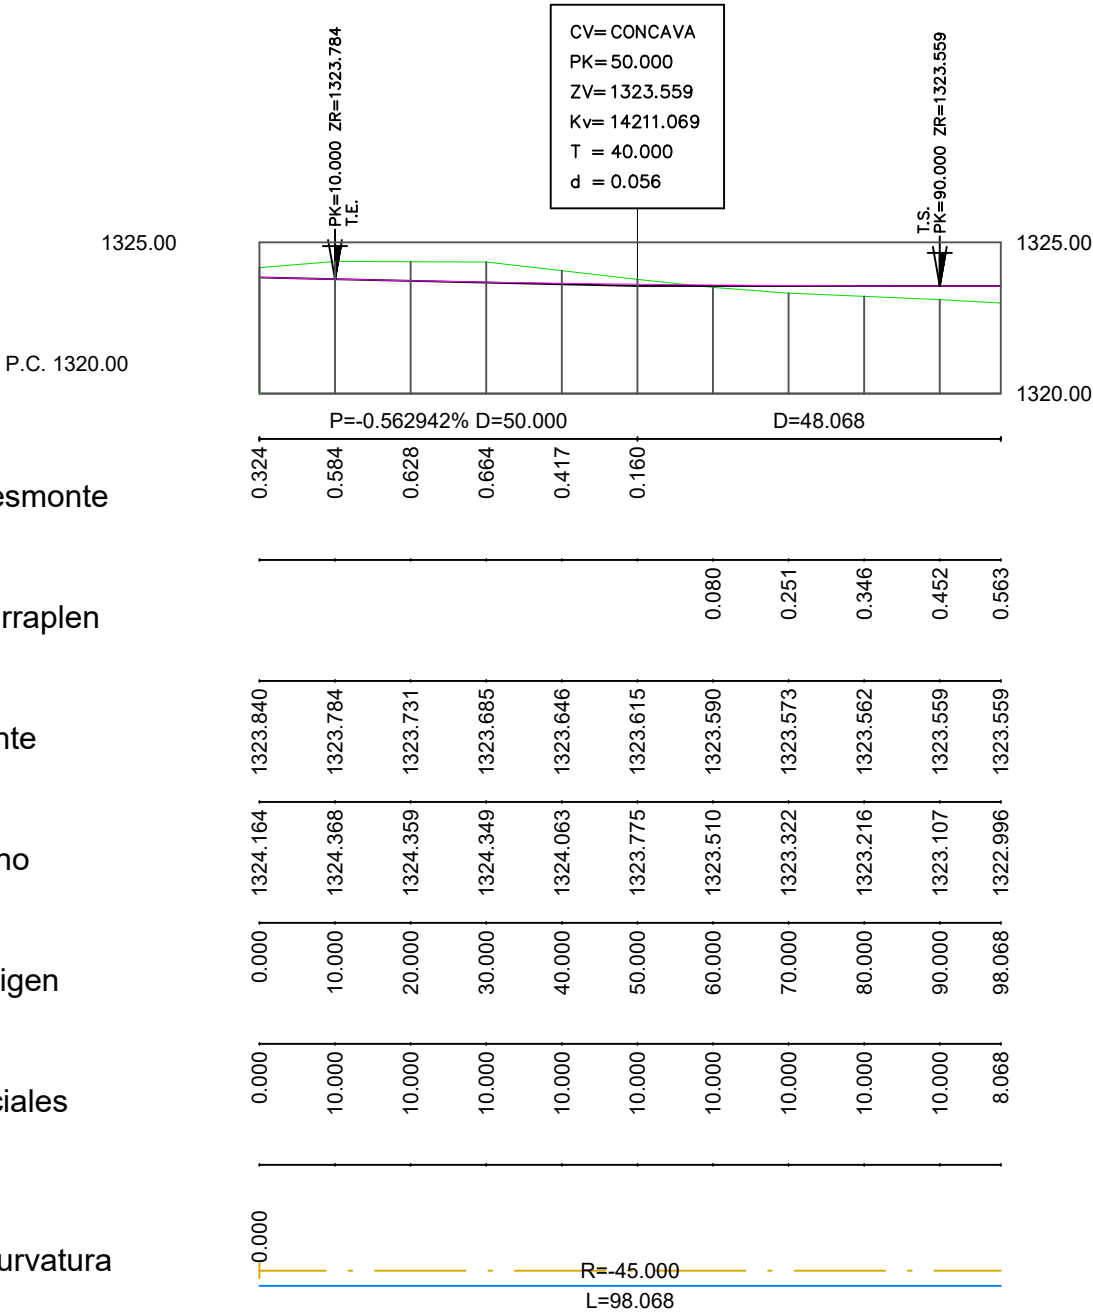 CV= CONCAVA
PK= 50.000
ZV= 1323.559
Kv= 14211.069
T = 40.000
d = 0.056
PK=10.000 ZR=1323.784
T.E.
T.S.
PK=90.000 ZR=1323.559
1325.00
1325.00
P.C. 1320.00
1320.00
P=-0.562942% D=50.000
D=48.068
esmonte
0.324 0.584 0.628 0.664 0.417 0.160
rraplen
0.080 0.251 0.346 0.452 0.563
nte
1323.840 1323.784 1323.731 1323.685 1323.646 1323.615 1323.590 1323.573 1323.562 1323.559 1323.559
no
1324.164 1324.368 1324.359 1324.349 1324.063 1323.775 1323.510 1323.322 1323.216 1323.107 1322.996
igen
0.000 10.000 20.000 30.000 40.000 50.000 60.000 70.000 80.000 90.000 98.068
ciales
0.000 10.000 10.000 10.000 10.000 10.000 10.000 10.000 10.000 10.000 8.068
urvatura
0.000
R=-45.000
L=98.068